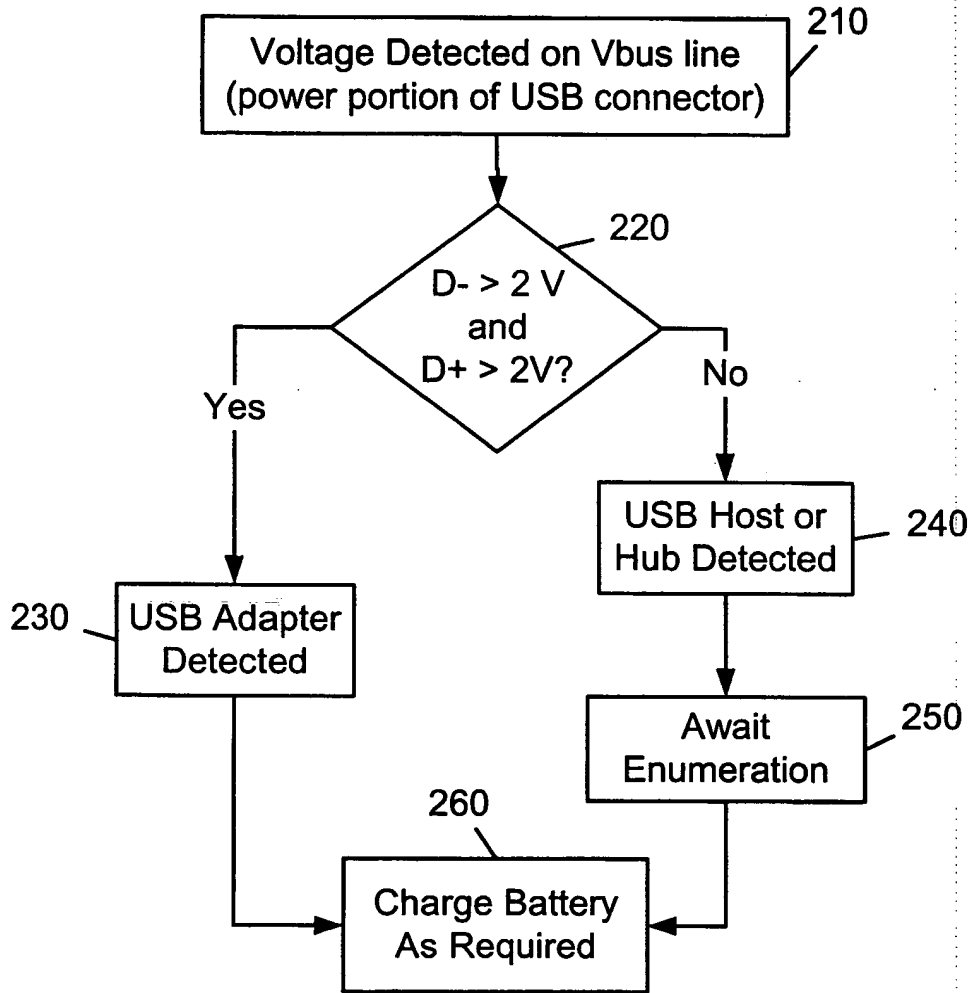 210
Voltage Detected on Vbus line
(power portion of USB connector)
220
D- > 2 V
and
D+ > 2V?
Yes
No
USB Host or
Hub Detected
240
230
USB Adapter
Detected
Await
Enumeration
250
260
Charge Battery
As Required